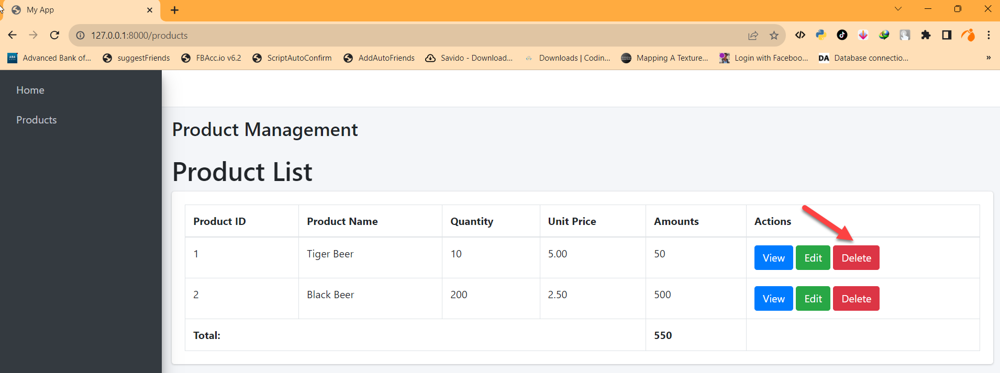 My App
127.0.0.1:8000/products
Advanced Bank of... suggestFriends FBAcc.io v6.2 ScriptAutoConfirm AddAutoFriends Savido - Download... Downloads | Codin... Mapping A Texture... Login with Faceboo... DA Database connectio... »
Home
Products
Product Management
Product List
Product ID Product Name Quantity Unit Price Amounts Actions
1 Tiger Beer 10 5.00 50 View Edit Delete
2 Black Beer 200 2.50 500 View Edit Delete
Total: 550